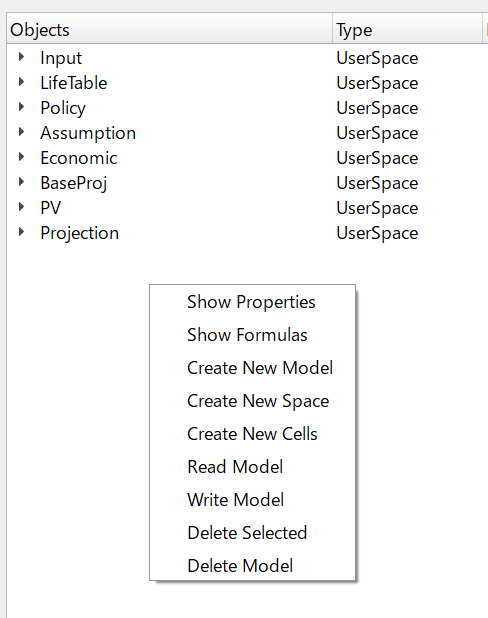 Objects Type
Input UserSpace
LifeTable UserSpace
Policy UserSpace
Assumption UserSpace
Economic UserSpace
BaseProj UserSpace
PV UserSpace
Projection UserSpace
Show Properties
Show Formulas
Create New Model
Create New Space
Create New Cells
Read Model
Write Model
Delete Selected
Delete Model